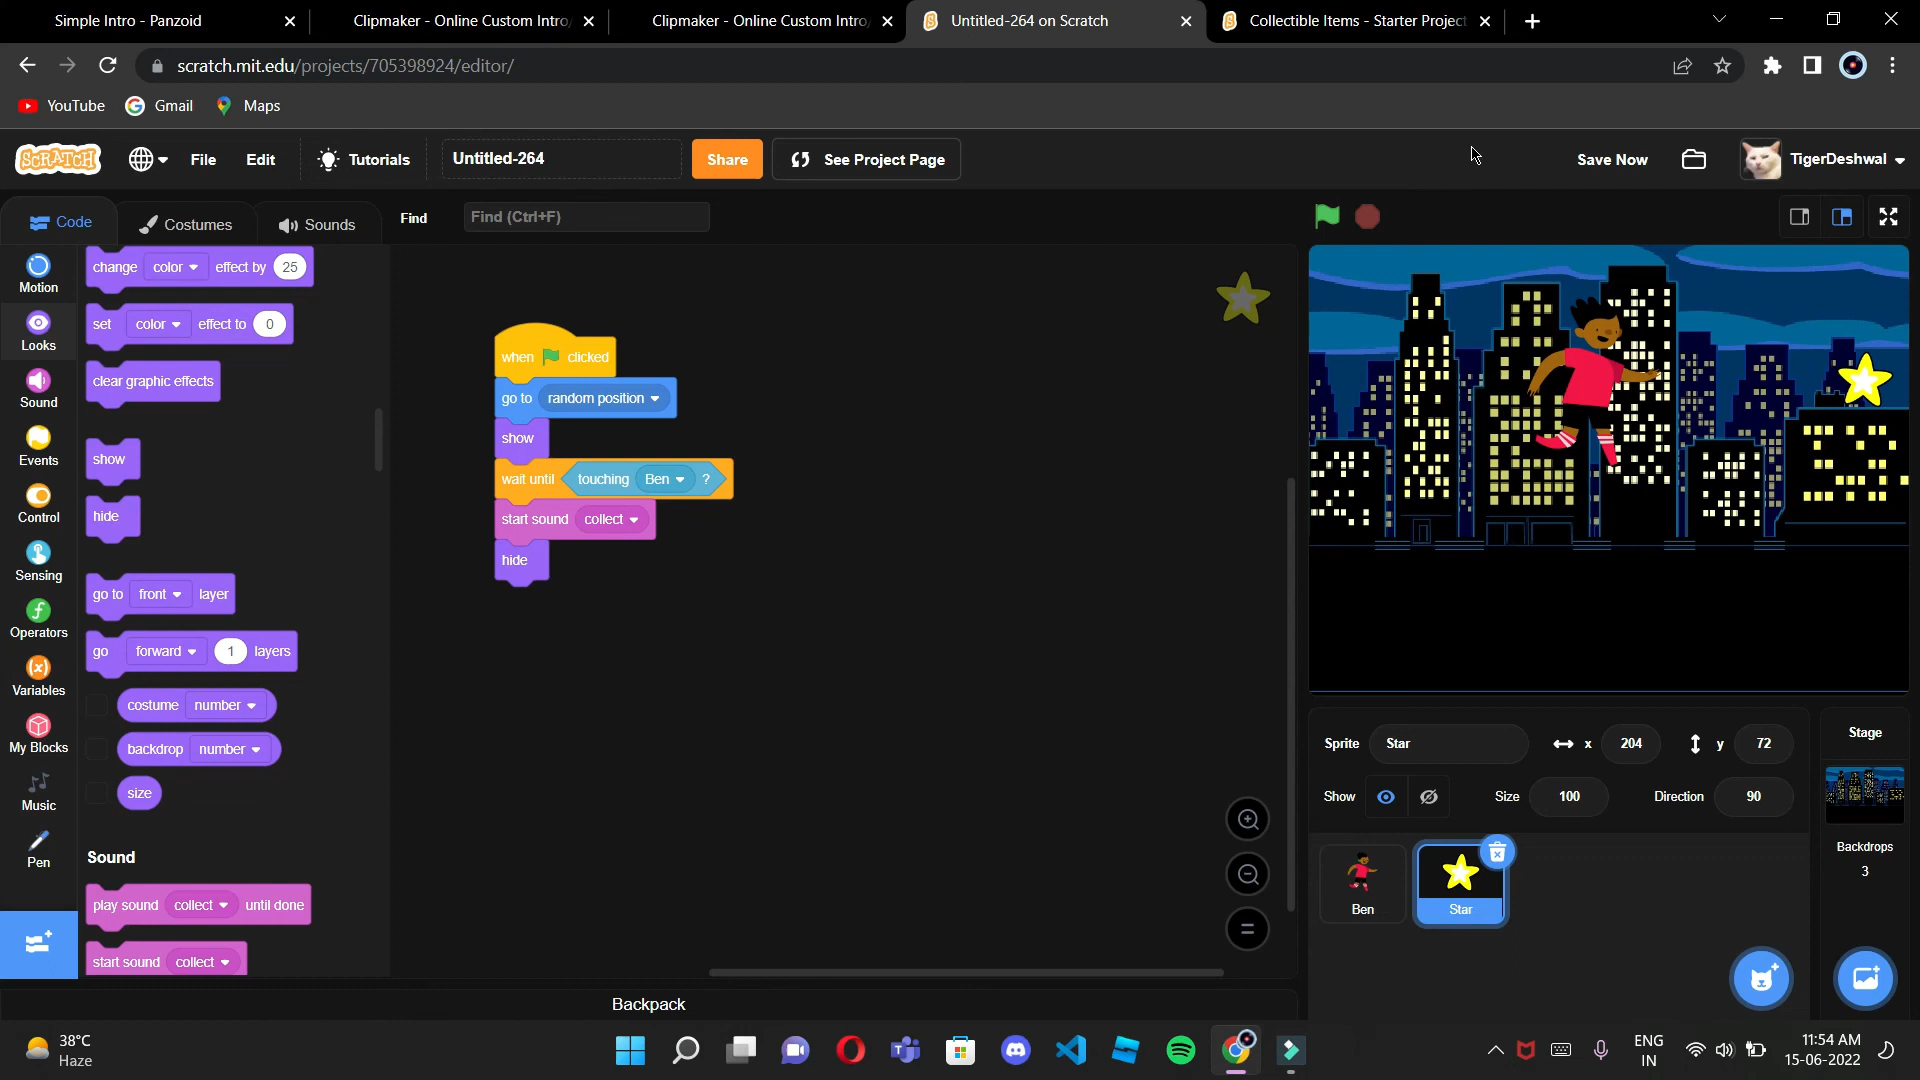 Simple Intro - Panzoid
Clipmaker - Online Custom Intro
Clipmaker - Online Custom Intro
Untitled-264 on Scratch
Collectible Items - Starter Project
scratch.mit.edu/projects/705398924/editor/
YouTube Gmail Maps
SCRATCH File Edit Tutorials Untitled-264 Share See Project Page Save Now TigerDeshwal
Code Costumes Sounds Find Find (Ctrl+F)
Motion
Looks
Sound
Events
Control
Sensing
Operators
Variables
My Blocks
Music
Pen
change color effect by 25
set color effect to 0
clear graphic effects
show
hide
go to front layer
go forward 1 layers
costume number
backdrop number
size
Sound
play sound collect until done
start sound collect
when clicked
go to random position
show
wait until touching Ben ?
start sound collect
hide
Sprite Star x 204 y 72
Show Size 100 Direction 90
Ben
Star
Stage
Backdrops
3
Backpack
38°C
Haze
ENG
IN
11:54 AM
15-06-2022